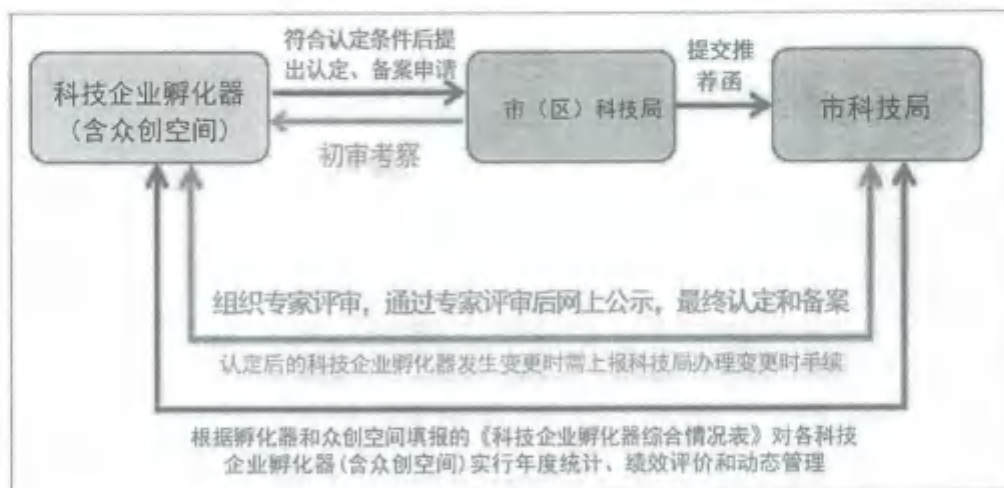 符合认定条件后提
出认定、备案申请
提交推
荐函
科技企业孵化器
(含众创空间)
市（区）科技局
市科技局
初审考察
组织专家评审，通过专家评审后网上公示，最终认定和备案
认定后的科技企业孵化器发生变更时需上报科技局办理变更时手续
根据孵化器和众创空间填报的《科技企业孵化器综合情况表》对各科技
企业孵化器(含众创空间)实行年度统计、绩效评价和动态管理